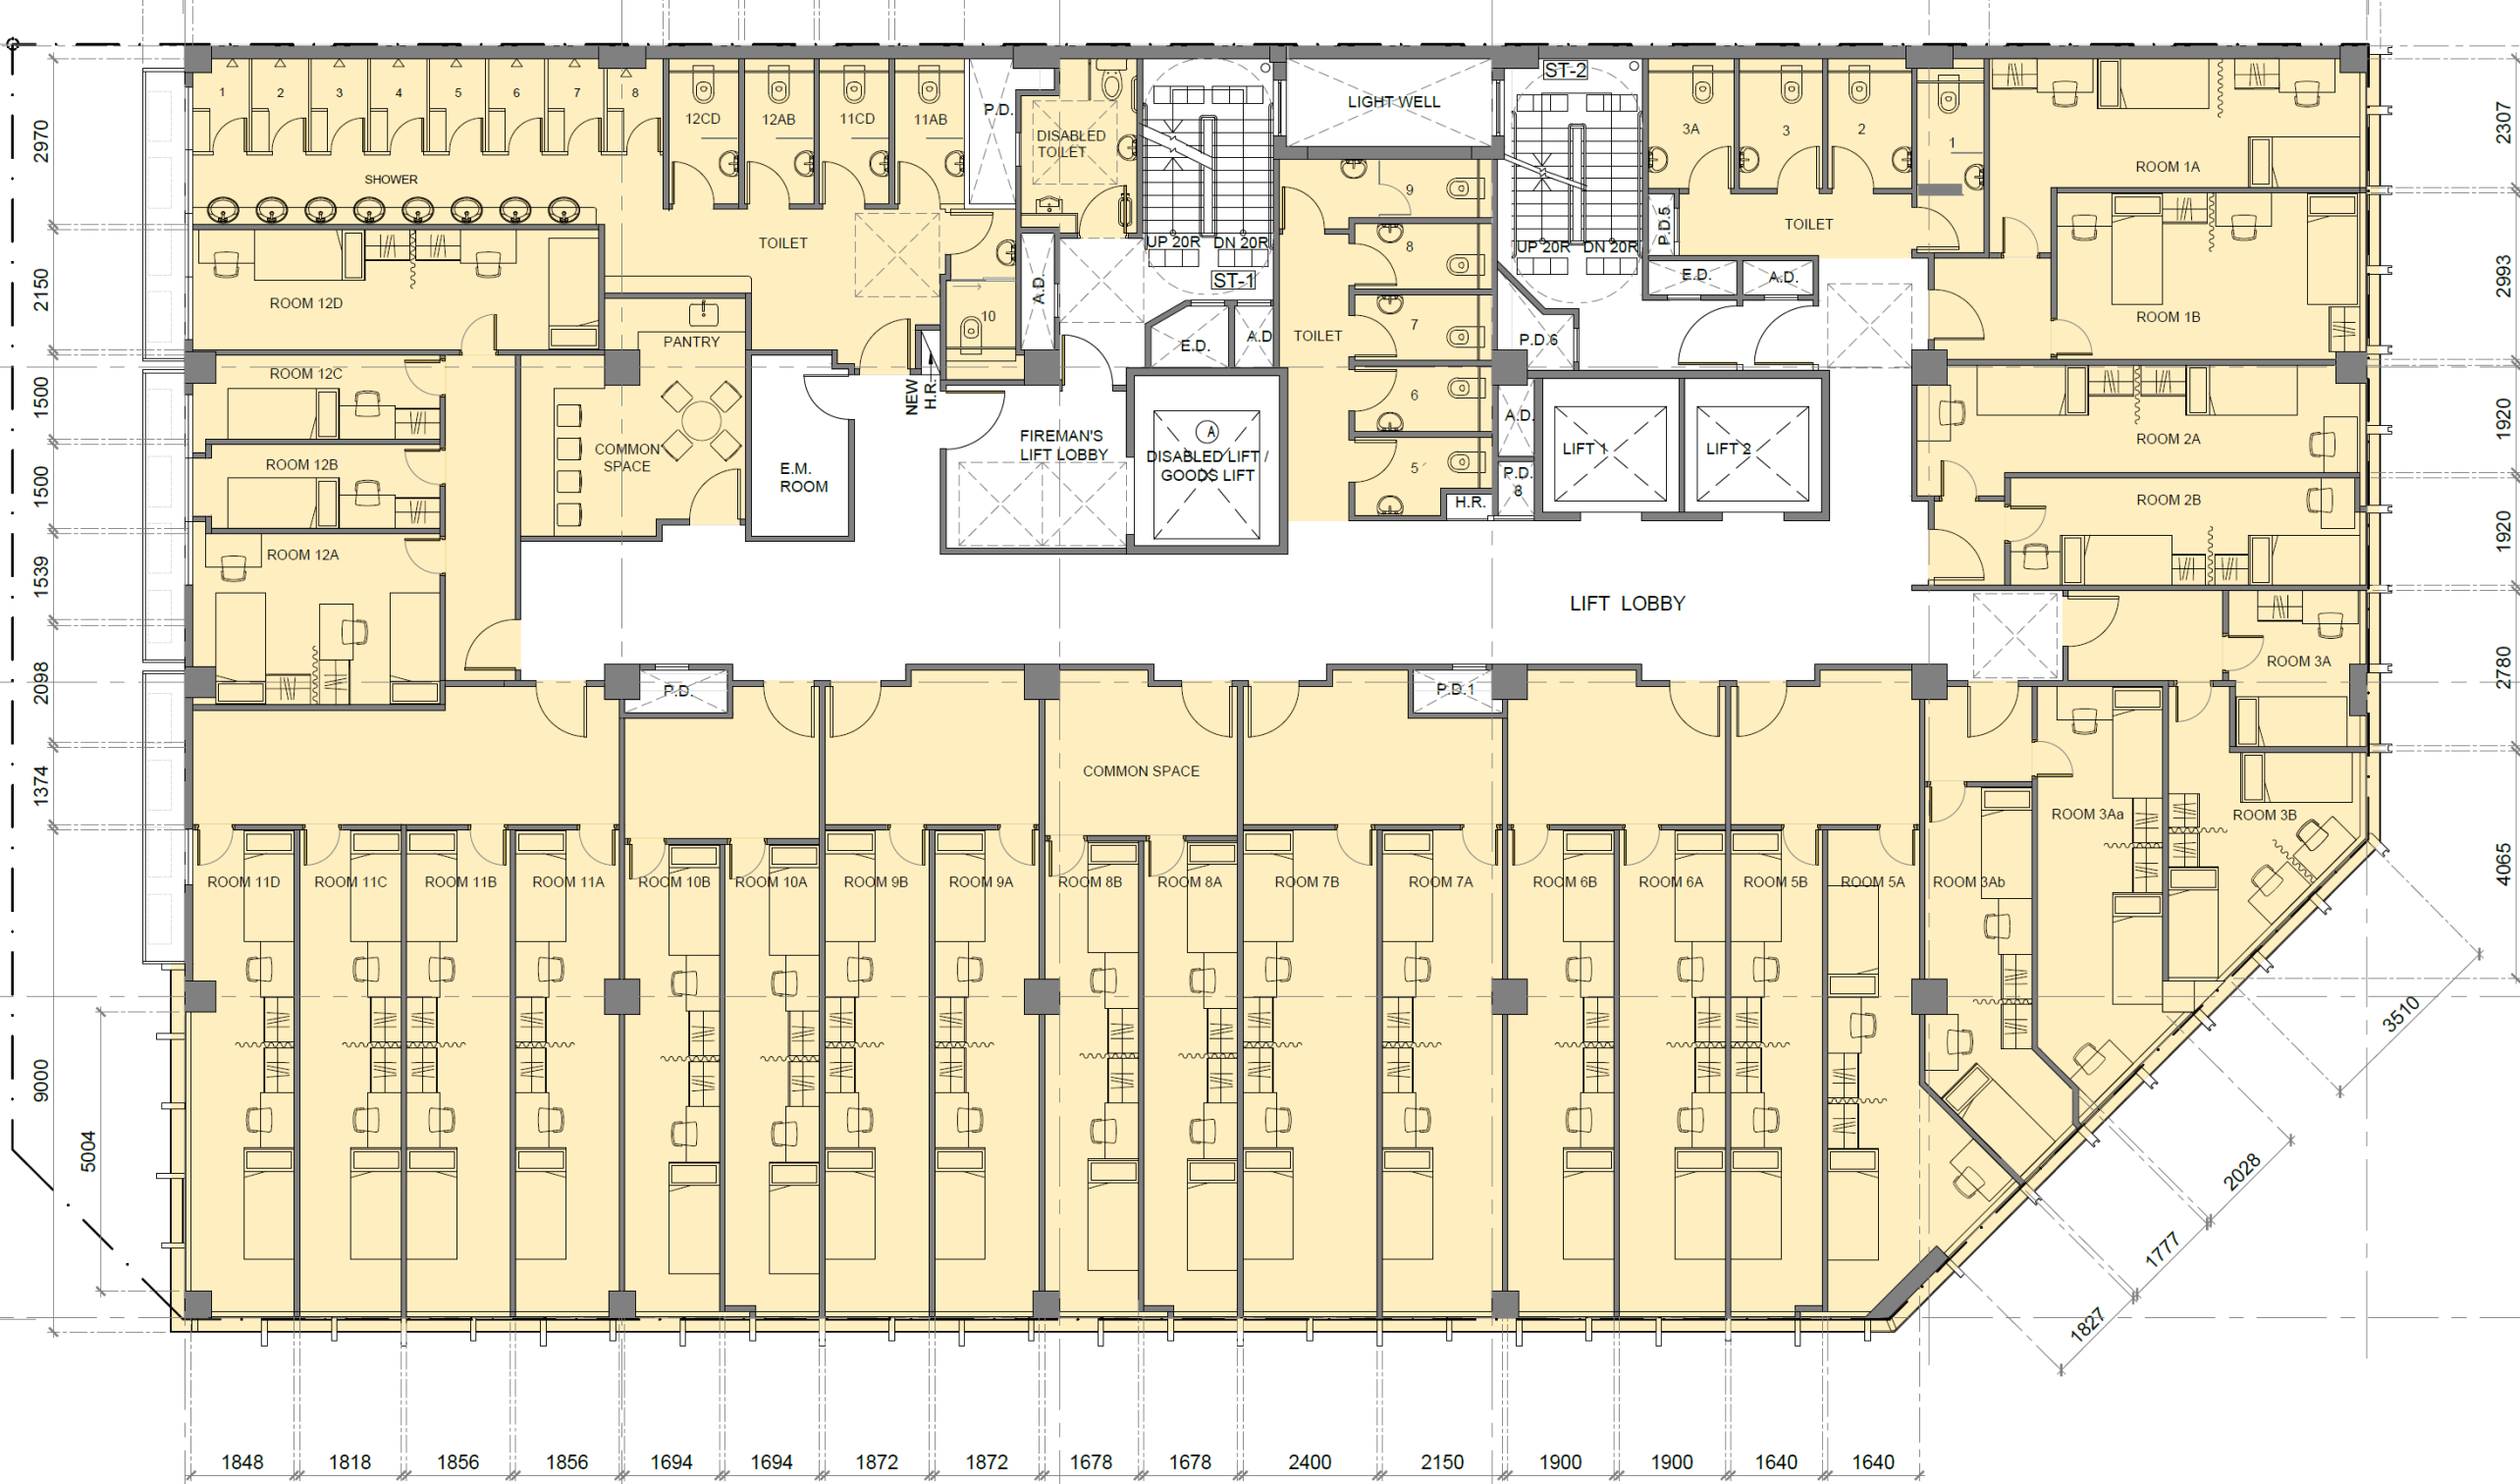 1
2
3
4
5
6
7
8
12CD
12AB
11CD
11AB
P.D.
DISABLED
TOILET
LIGHT WELL
ST-2
3A
3
2
1
ROOM 1A
2970
2307
SHOWER
TOILET
UP 20R
DN 20R
ST-1
9
8
UP 20R
DN 20R
P.D.5
TOILET
ROOM 12D
2150
A.D.
10
E.D.
A.D
TOILET
7
P.D.6
E.D.
A.D.
ROOM 1B
2993
PANTRY
ROOM 12C
1500
NEW
H.R.
6
A.D.
COMMON
SPACE
E.M.
ROOM
FIREMAN'S
LIFT LOBBY
A
DISABLED LIFT /
GOODS LIFT
5
H.R.
P.D.
8
LIFT 1
LIFT 2
ROOM 2A
1920
ROOM 12B
1500
ROOM 2B
1920
ROOM 12A
1539
LIFT LOBBY
ROOM 3A
2780
2098
P.D.
P.D.1
1374
COMMON SPACE
ROOM 3Aa
ROOM 3B
4065
ROOM 11D
ROOM 11C
ROOM 11B
ROOM 11A
ROOM 10B
ROOM 10A
ROOM 9B
ROOM 9A
ROOM 8B
ROOM 8A
ROOM 7B
ROOM 7A
ROOM 6B
ROOM 6A
ROOM 5B
ROOM 5A
ROOM 3Ab
9000
5004
3510
2028
1777
1827
1848
1818
1856
1856
1694
1694
1872
1872
1678
1678
2400
2150
1900
1900
1640
1640